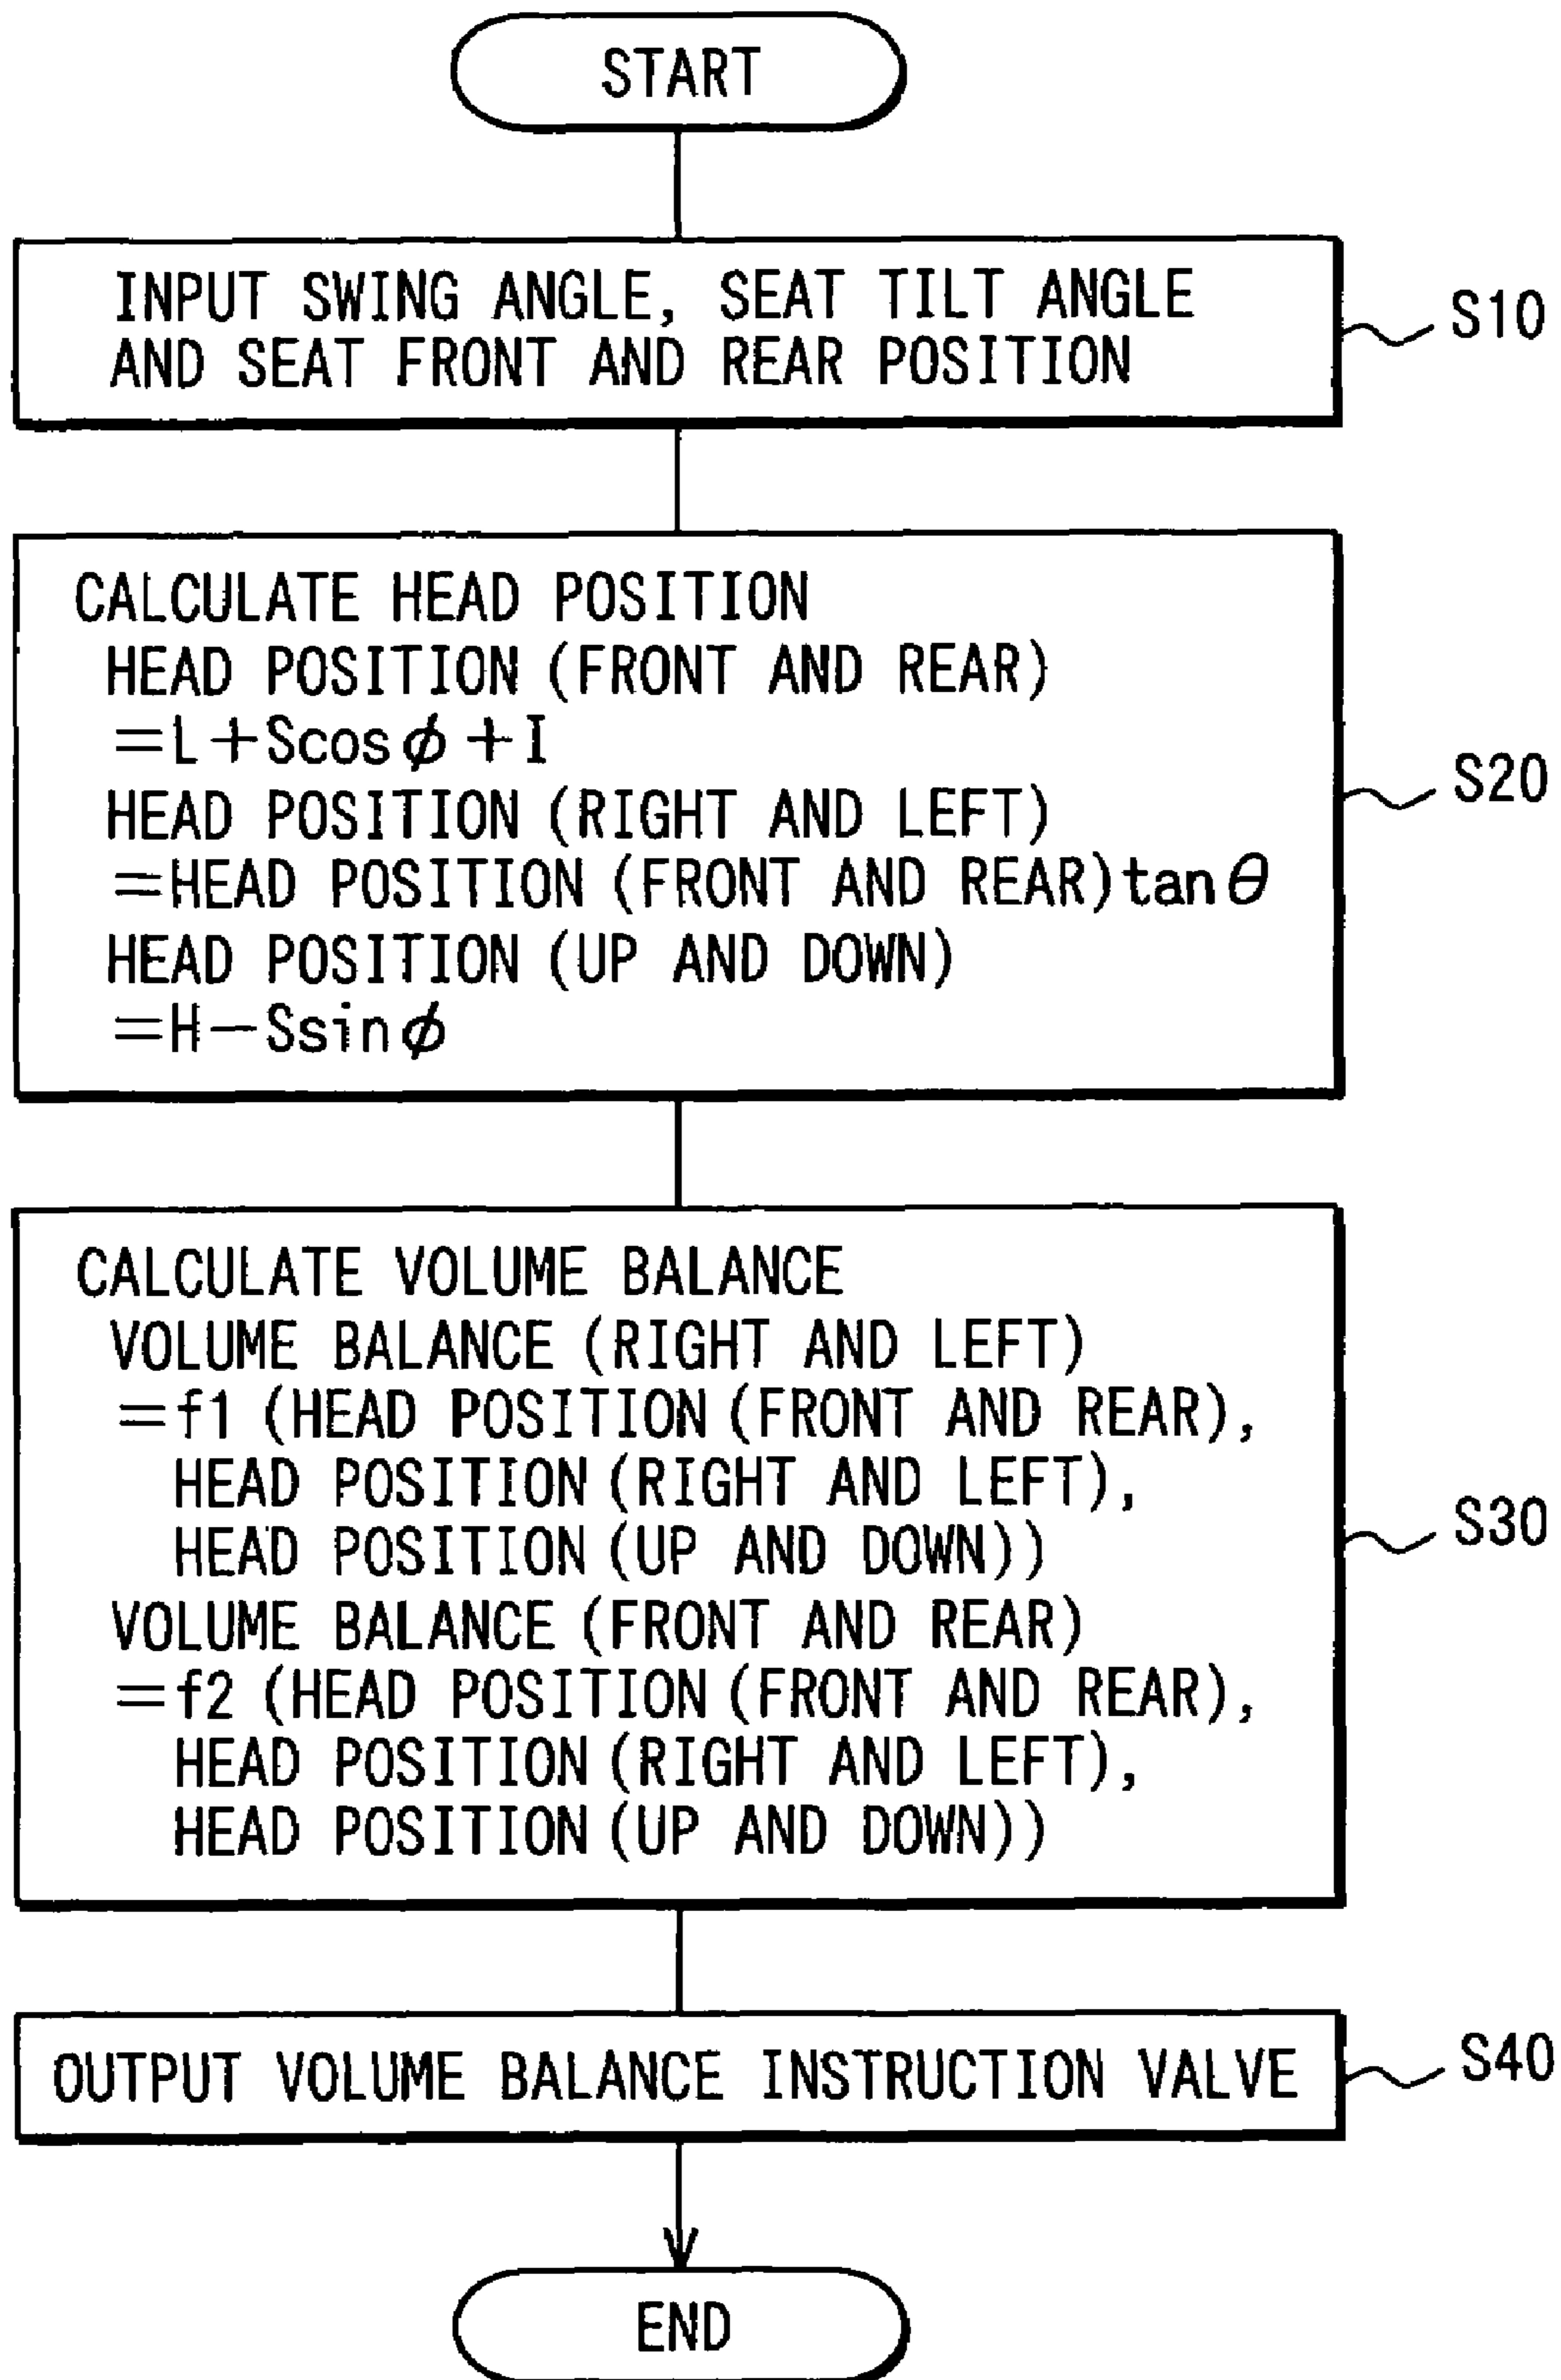 START
INPUT SWING ANGLE, SEAT TILT ANGLE
AND SEAT FRONT AND REAR POSITION
S10
CALCULATE HEAD POSITION
HEAD POSITION (FRONT AND REAR)
=L+Scosϕ+I
HEAD POSITION (RIGHT AND LEFT)
=HEAD POSITION (FRONT AND REAR)tanθ
HEAD POSITION (UP AND DOWN)
=H−Ssinϕ
S20
CALCULATE VOLUME BALANCE
VOLUME BALANCE (RIGHT AND LEFT)
=f1 (HEAD POSITION (FRONT AND REAR),
HEAD POSITION (RIGHT AND LEFT),
HEAD POSITION (UP AND DOWN))
VOLUME BALANCE (FRONT AND REAR)
=f2 (HEAD POSITION (FRONT AND REAR),
HEAD POSITION (RIGHT AND LEFT),
HEAD POSITION (UP AND DOWN))
S30
OUTPUT VOLUME BALANCE INSTRUCTION VALVE
S40
END